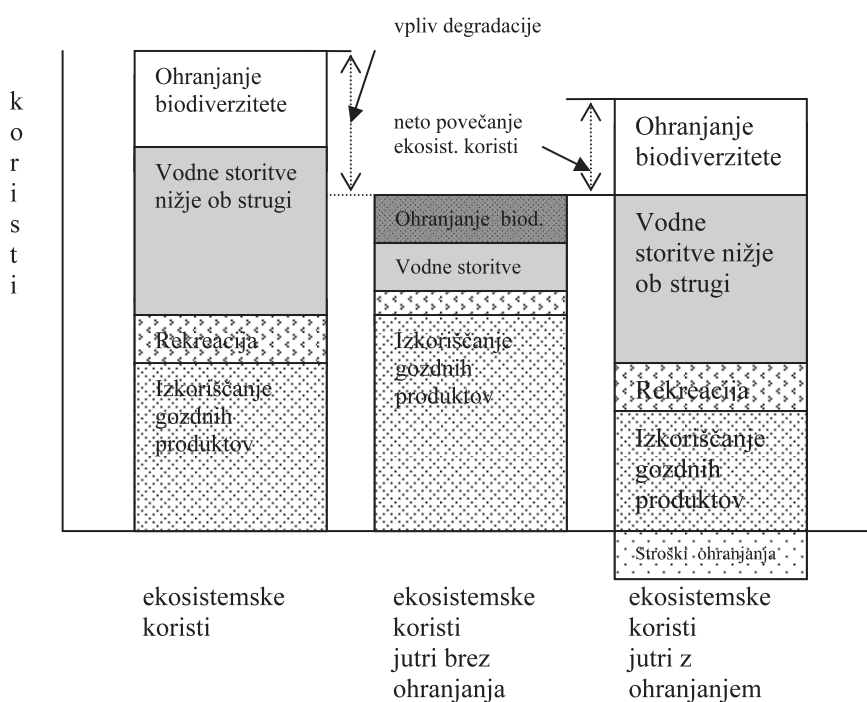 vpliv degradacije
k
o
r
i
s
t
i
Ohranjanje
biodiverzitete
Vodne storitve
nižje ob strugi
Rekreacija
Izkoriščanje
gozdnih
produktov
neto povečanje
ekosist. koristi
Ohranjanje biod.
Vodne storitve
Izkoriščanje
gozdnih
produktov
Ohranjanje
biodiverzitete
Vodne
storitve nižje
ob strugi
Rekreacija
Izkoriščanje
gozdnih
produktov
Stroški ohranjanja
ekosistemske
koristi
ekosistemske
koristi
jutri brez
ohranjanja
ekosistemske
koristi
jutri z
ohranjanjem